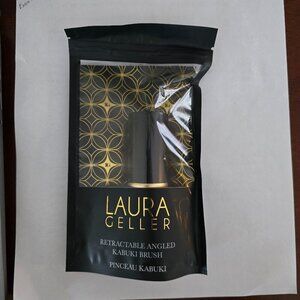 LAURA
GELLER
RETRACTABLE ANGLED
KABUKI BRUSH
PINCEAU KABUKI